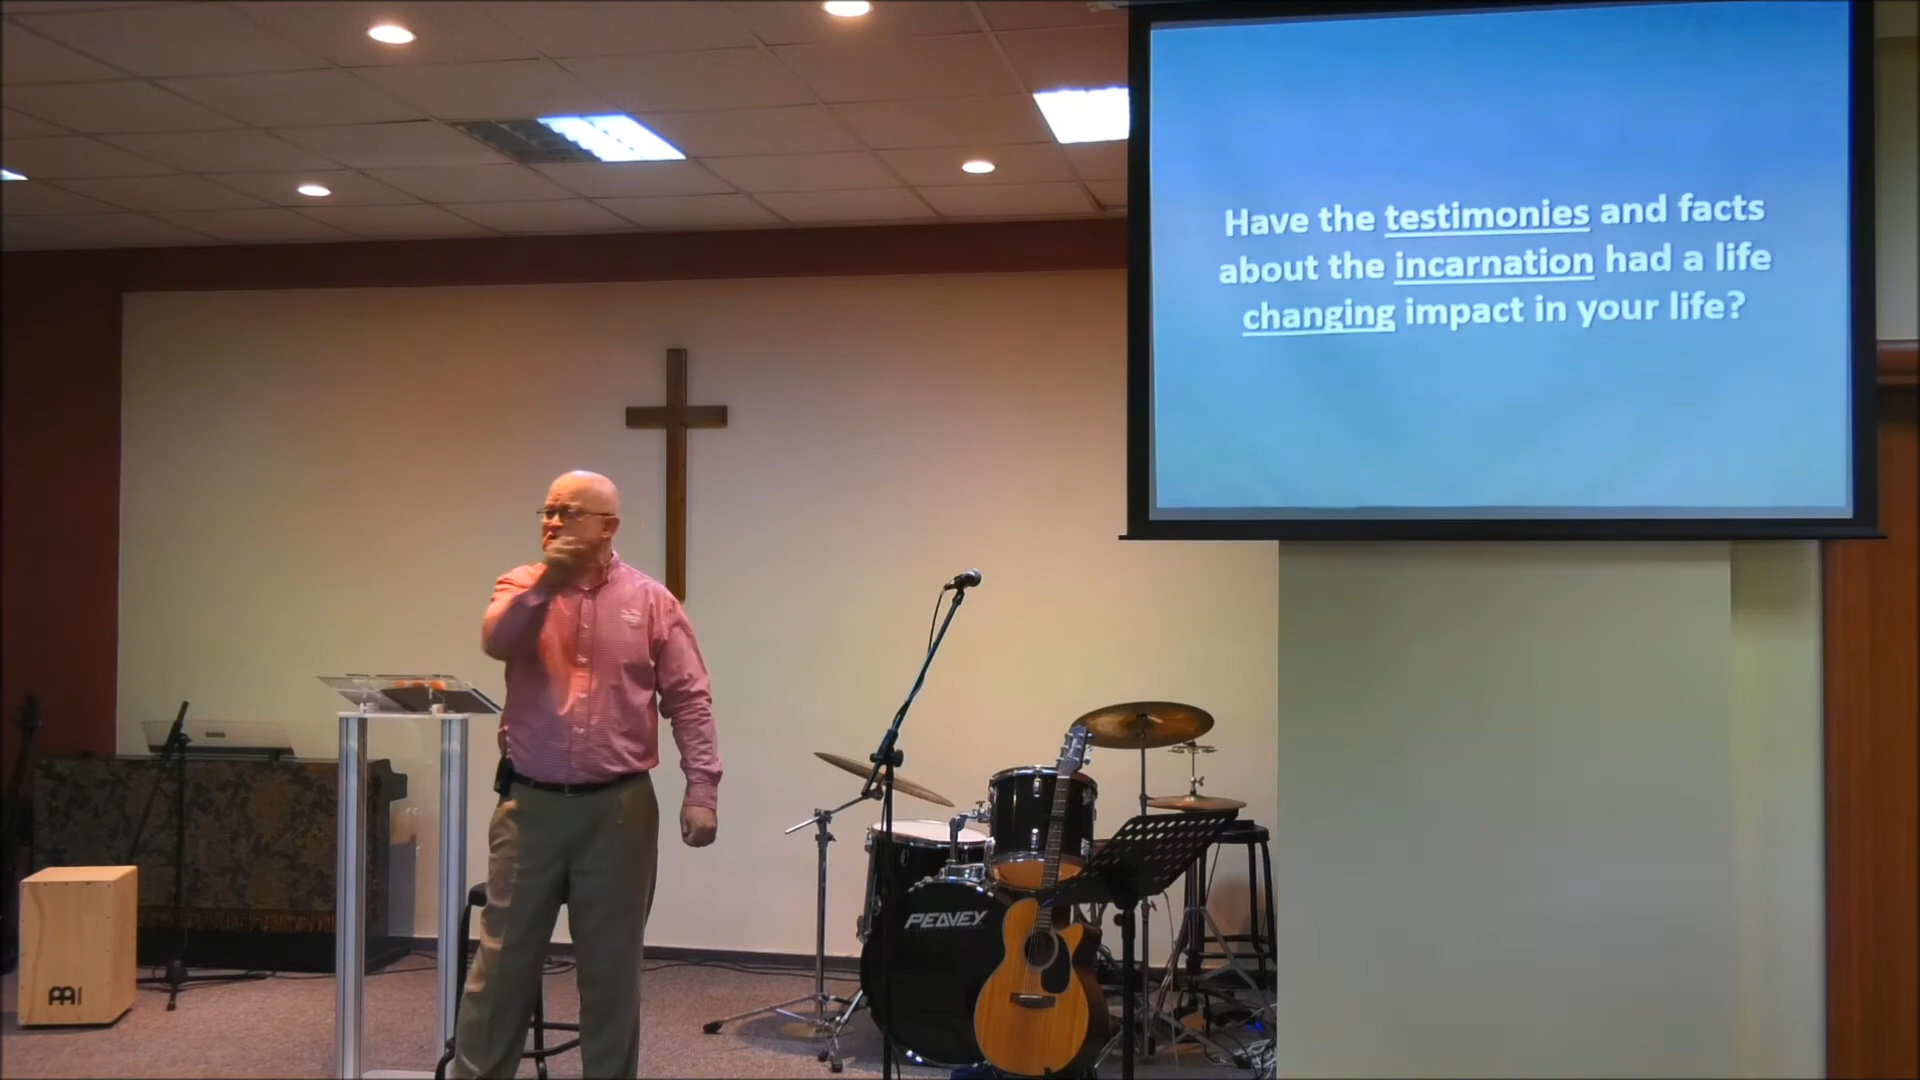 Have the testimonies and facts
about the incarnation had a life
changing impact in your life?
PEAVEY